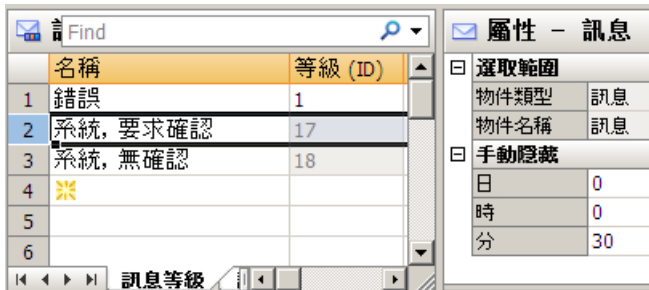 Find
名稱 等級 (ID)
1 錯誤 1
2 系統, 要求確認 17
3 系統, 無確認 18
4
5
6
訊息等級
屬性 - 訊息
選取範圍
物件類型 訊息
物件名稱 訊息
手動隱藏
日 0
時 0
分 30